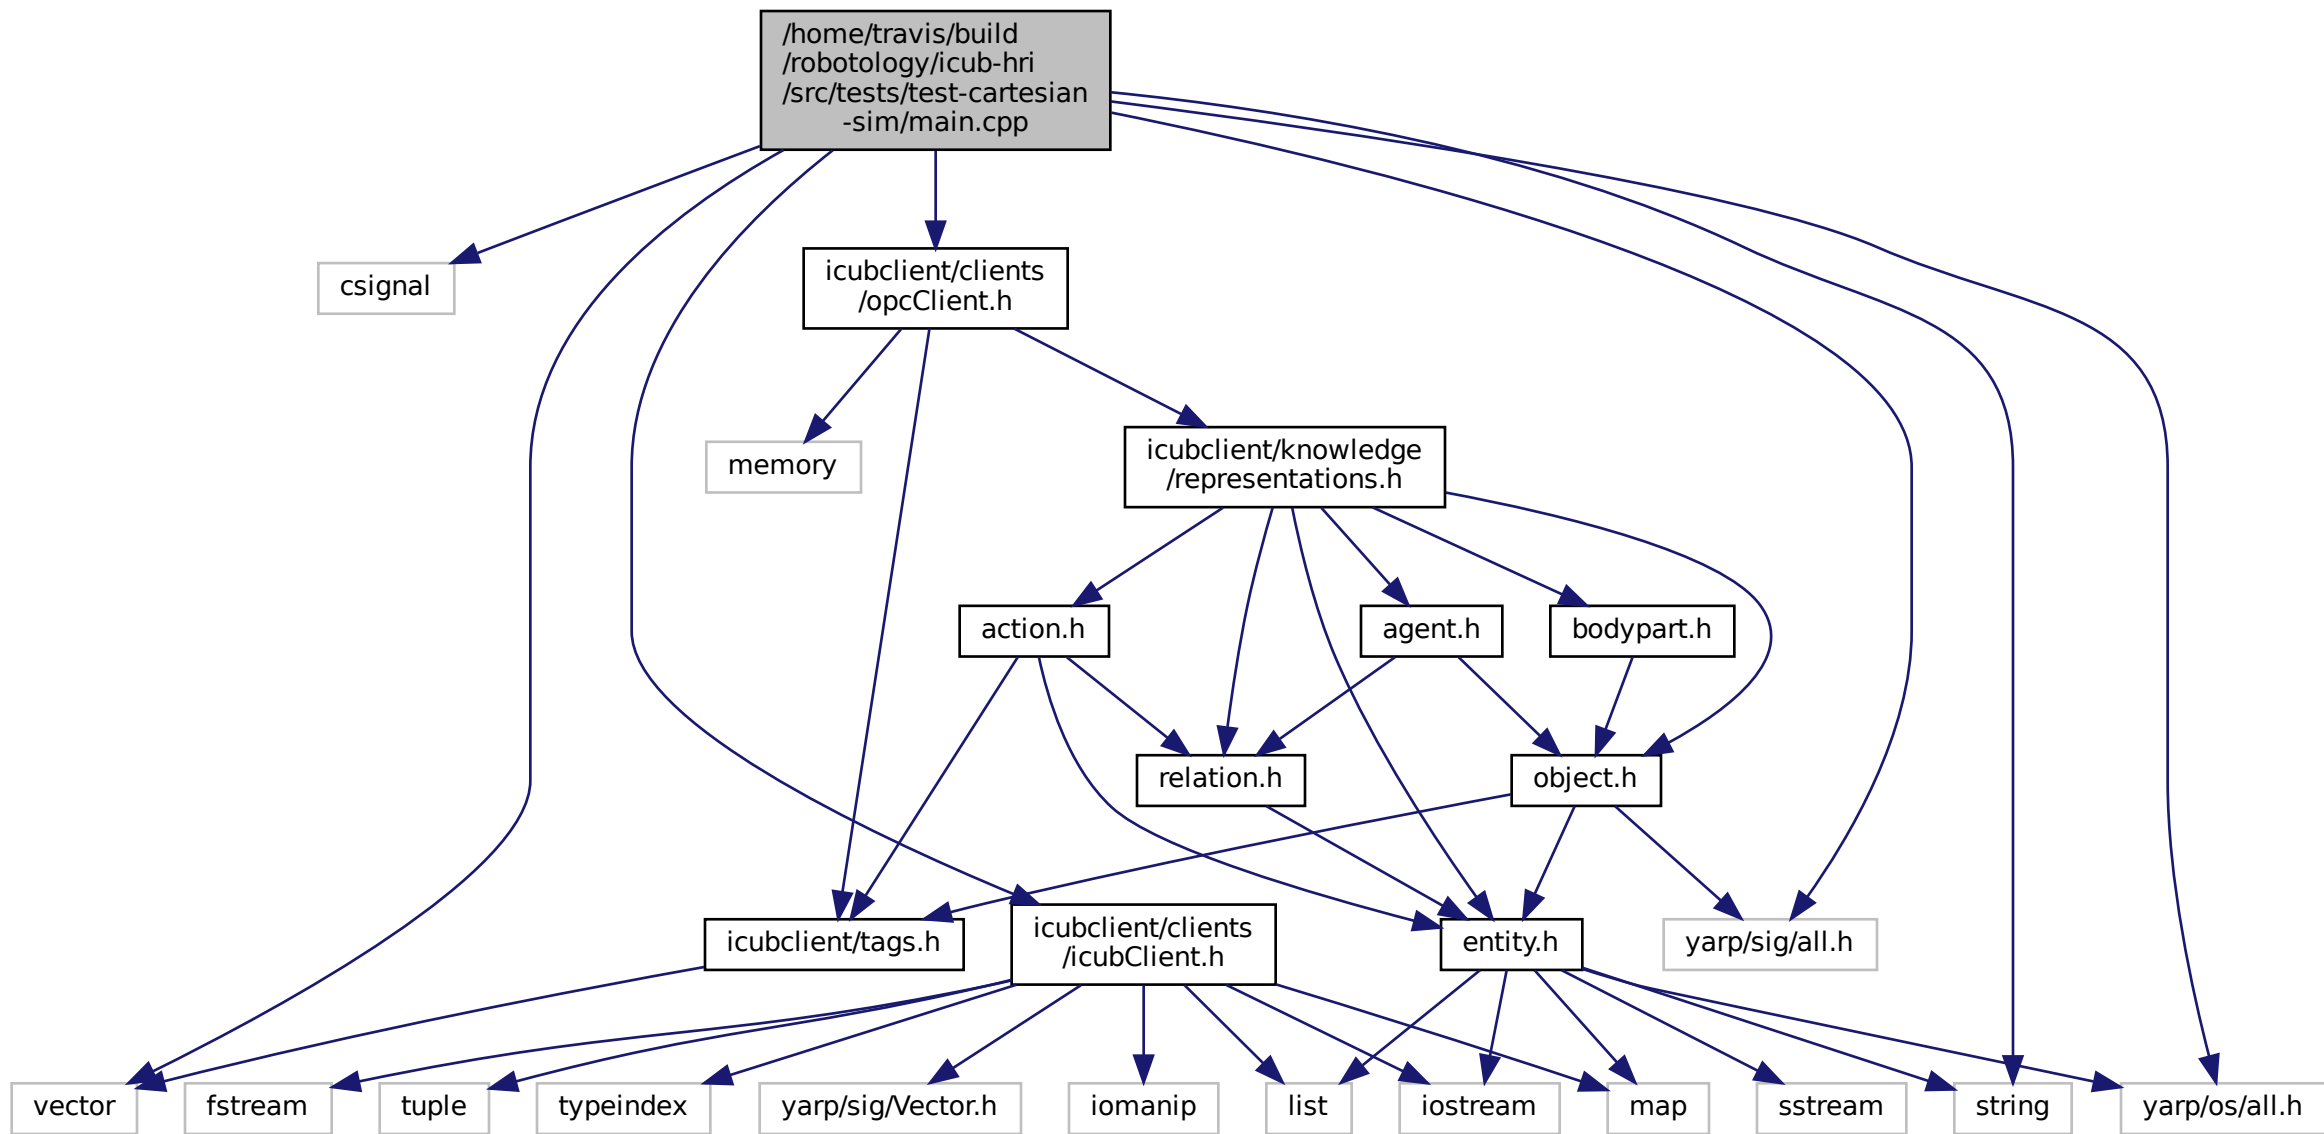 /home/travis/build
/robotology/icub-hri
/src/tests/test-cartesian
-sim/main.cpp
csignal
icubclient/clients
/opcClient.h
memory
icubclient/knowledge
/representations.h
action.h
agent.h
bodypart.h
relation.h
object.h
icubclient/tags.h
icubclient/clients
/icubClient.h
entity.h
yarp/sig/all.h
vector
fstream
tuple
typeindex
yarp/sig/Vector.h
iomanip
list
iostream
map
sstream
string
yarp/os/all.h